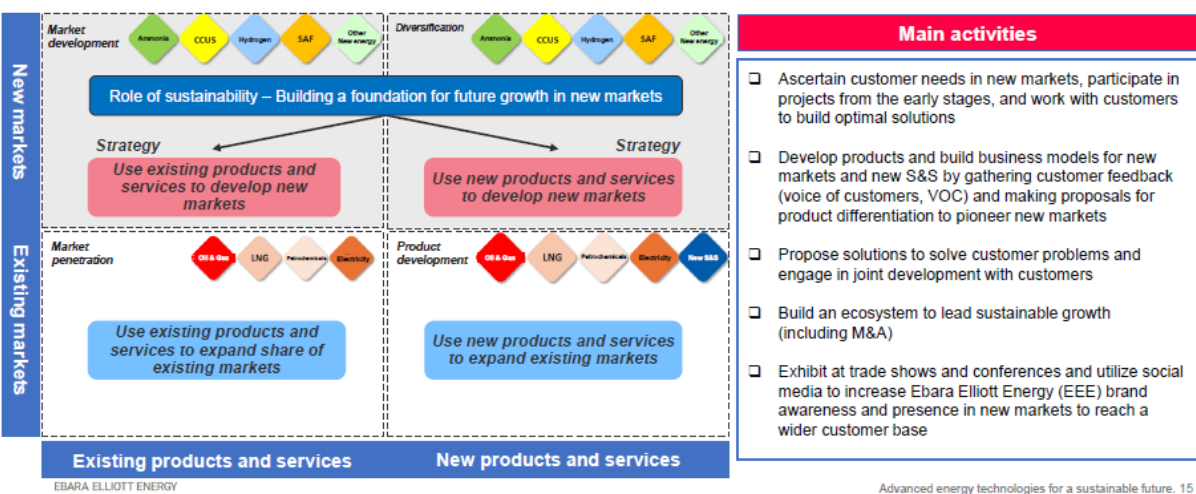 New markets
Existing markets
Market
development
Ammonia
CCUS
Hydrogen
SAF
Other
New energy
Diversification
Ammonia
CCUS
Hydrogen
SAF
Other
New energy
Role of sustainability – Building a foundation for future growth in new markets
Strategy
Use existing products and
services to develop new
markets
Strategy
Use new products and services
to develop new markets
Market
penetration
Oil & Gas
LNG
Petrochemicals
Electricity
Use existing products and
services to expand share of
existing markets
Product
development
Oil & Gas
LNG
Petrochemicals
Electricity
New S&S
Use new products and services
to expand existing markets
Existing products and services
New products and services
Main activities
Ascertain customer needs in new markets, participate in
projects from the early stages, and work with customers
to build optimal solutions
Develop products and build business models for new
markets and new S&S by gathering customer feedback
(voice of customers, VOC) and making proposals for
product differentiation to pioneer new markets
Propose solutions to solve customer problems and
engage in joint development with customers
Build an ecosystem to lead sustainable growth
(including M&A)
Exhibit at trade shows and conferences and utilize social
media to increase Ebara Elliott Energy (EEE) brand
awareness and presence in new markets to reach a
wider customer base
EBARA ELLIOTT ENERGY
Advanced energy technologies for a sustainable future. 15